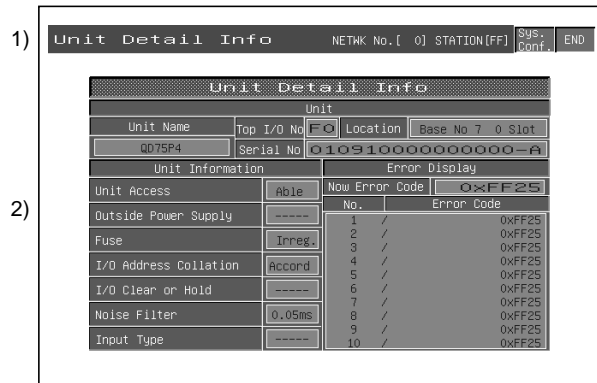 1)
Unit Detail Info NETWK No.[ 0] STATION[FF] Sys. Conf. END
2)
Unit Detail Info
Unit
Unit Name Top I/O No F0 Location Base No 7 0 Slot
QD75P4 Serial No 010910000000000-A
Unit Information Error Display
Unit Access Able Now Error Code 0xFF25
Outside Power Supply ----- No. Error Code
Fuse Irreg.
I/O Address Collation Accord
I/O Clear or Hold -----
Noise Filter 0.05ms
Input Type -----
1 / 0xFF25
2 / 0xFF25
3 / 0xFF25
4 / 0xFF25
5 / 0xFF25
6 / 0xFF25
7 / 0xFF25
8 / 0xFF25
9 / 0xFF25
10 / 0xFF25